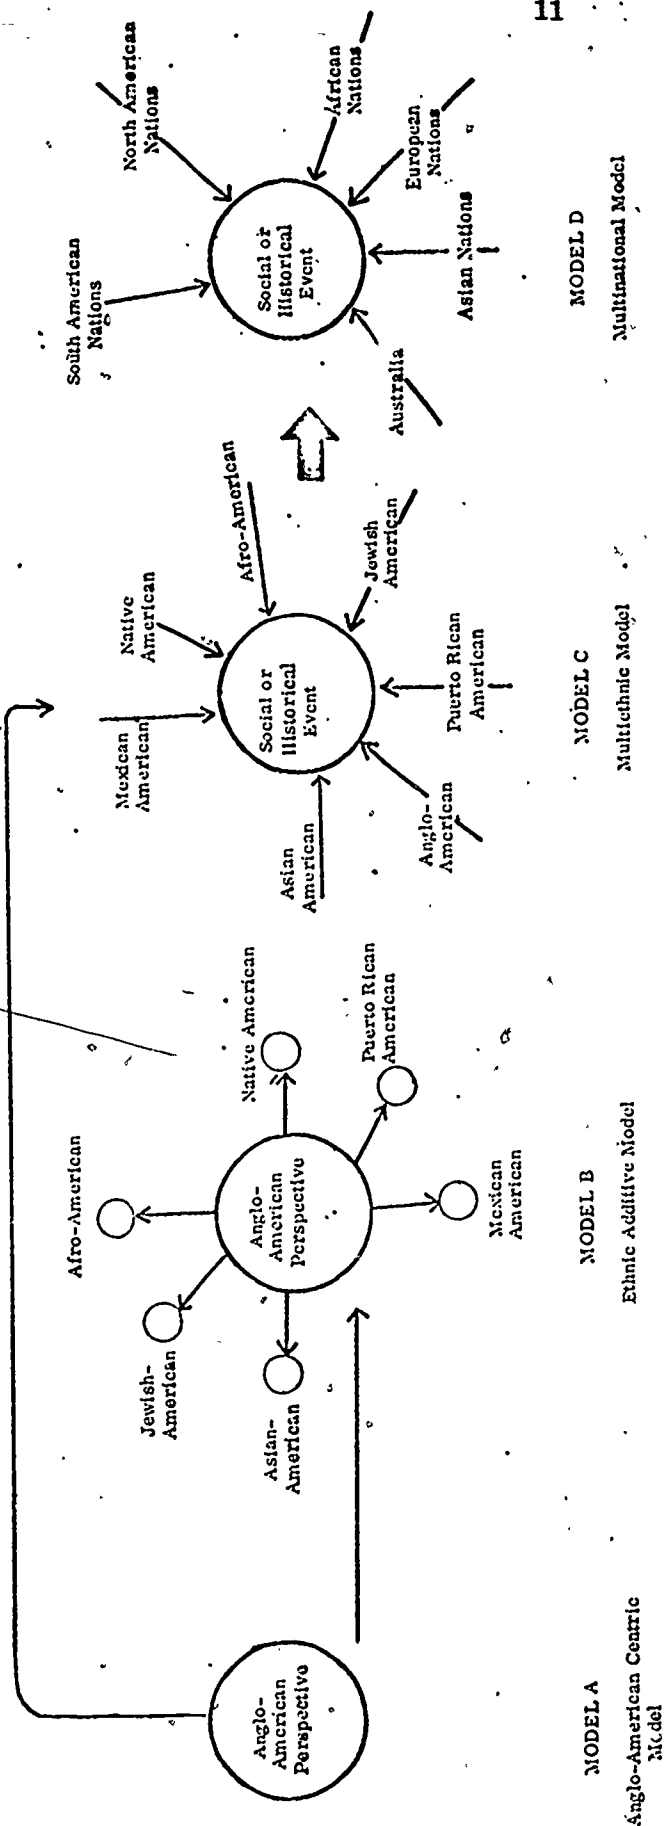 11
Anglo-
American
Perspective
MODEL A
Anglo-American Centric
Model
Jewish-
American
Afro-American
Asian-
American
Anglo-
American
Perspective
Native American
Puerto Rican
American
Mexican
American
MODEL B
Ethnic Additive Model
Mexican
American
Native
American
Afro-American
Asian
American
Social or
Historical
Event
Jewish
American
Anglo-
American
Puerto Rican
American
MODEL C
Multiethnic Model
South American
Nations
North American
Nations
African
Nations
Social or
Historical
Event
European
Nations
Australia
Asian Nations
MODEL D
Multinational Model